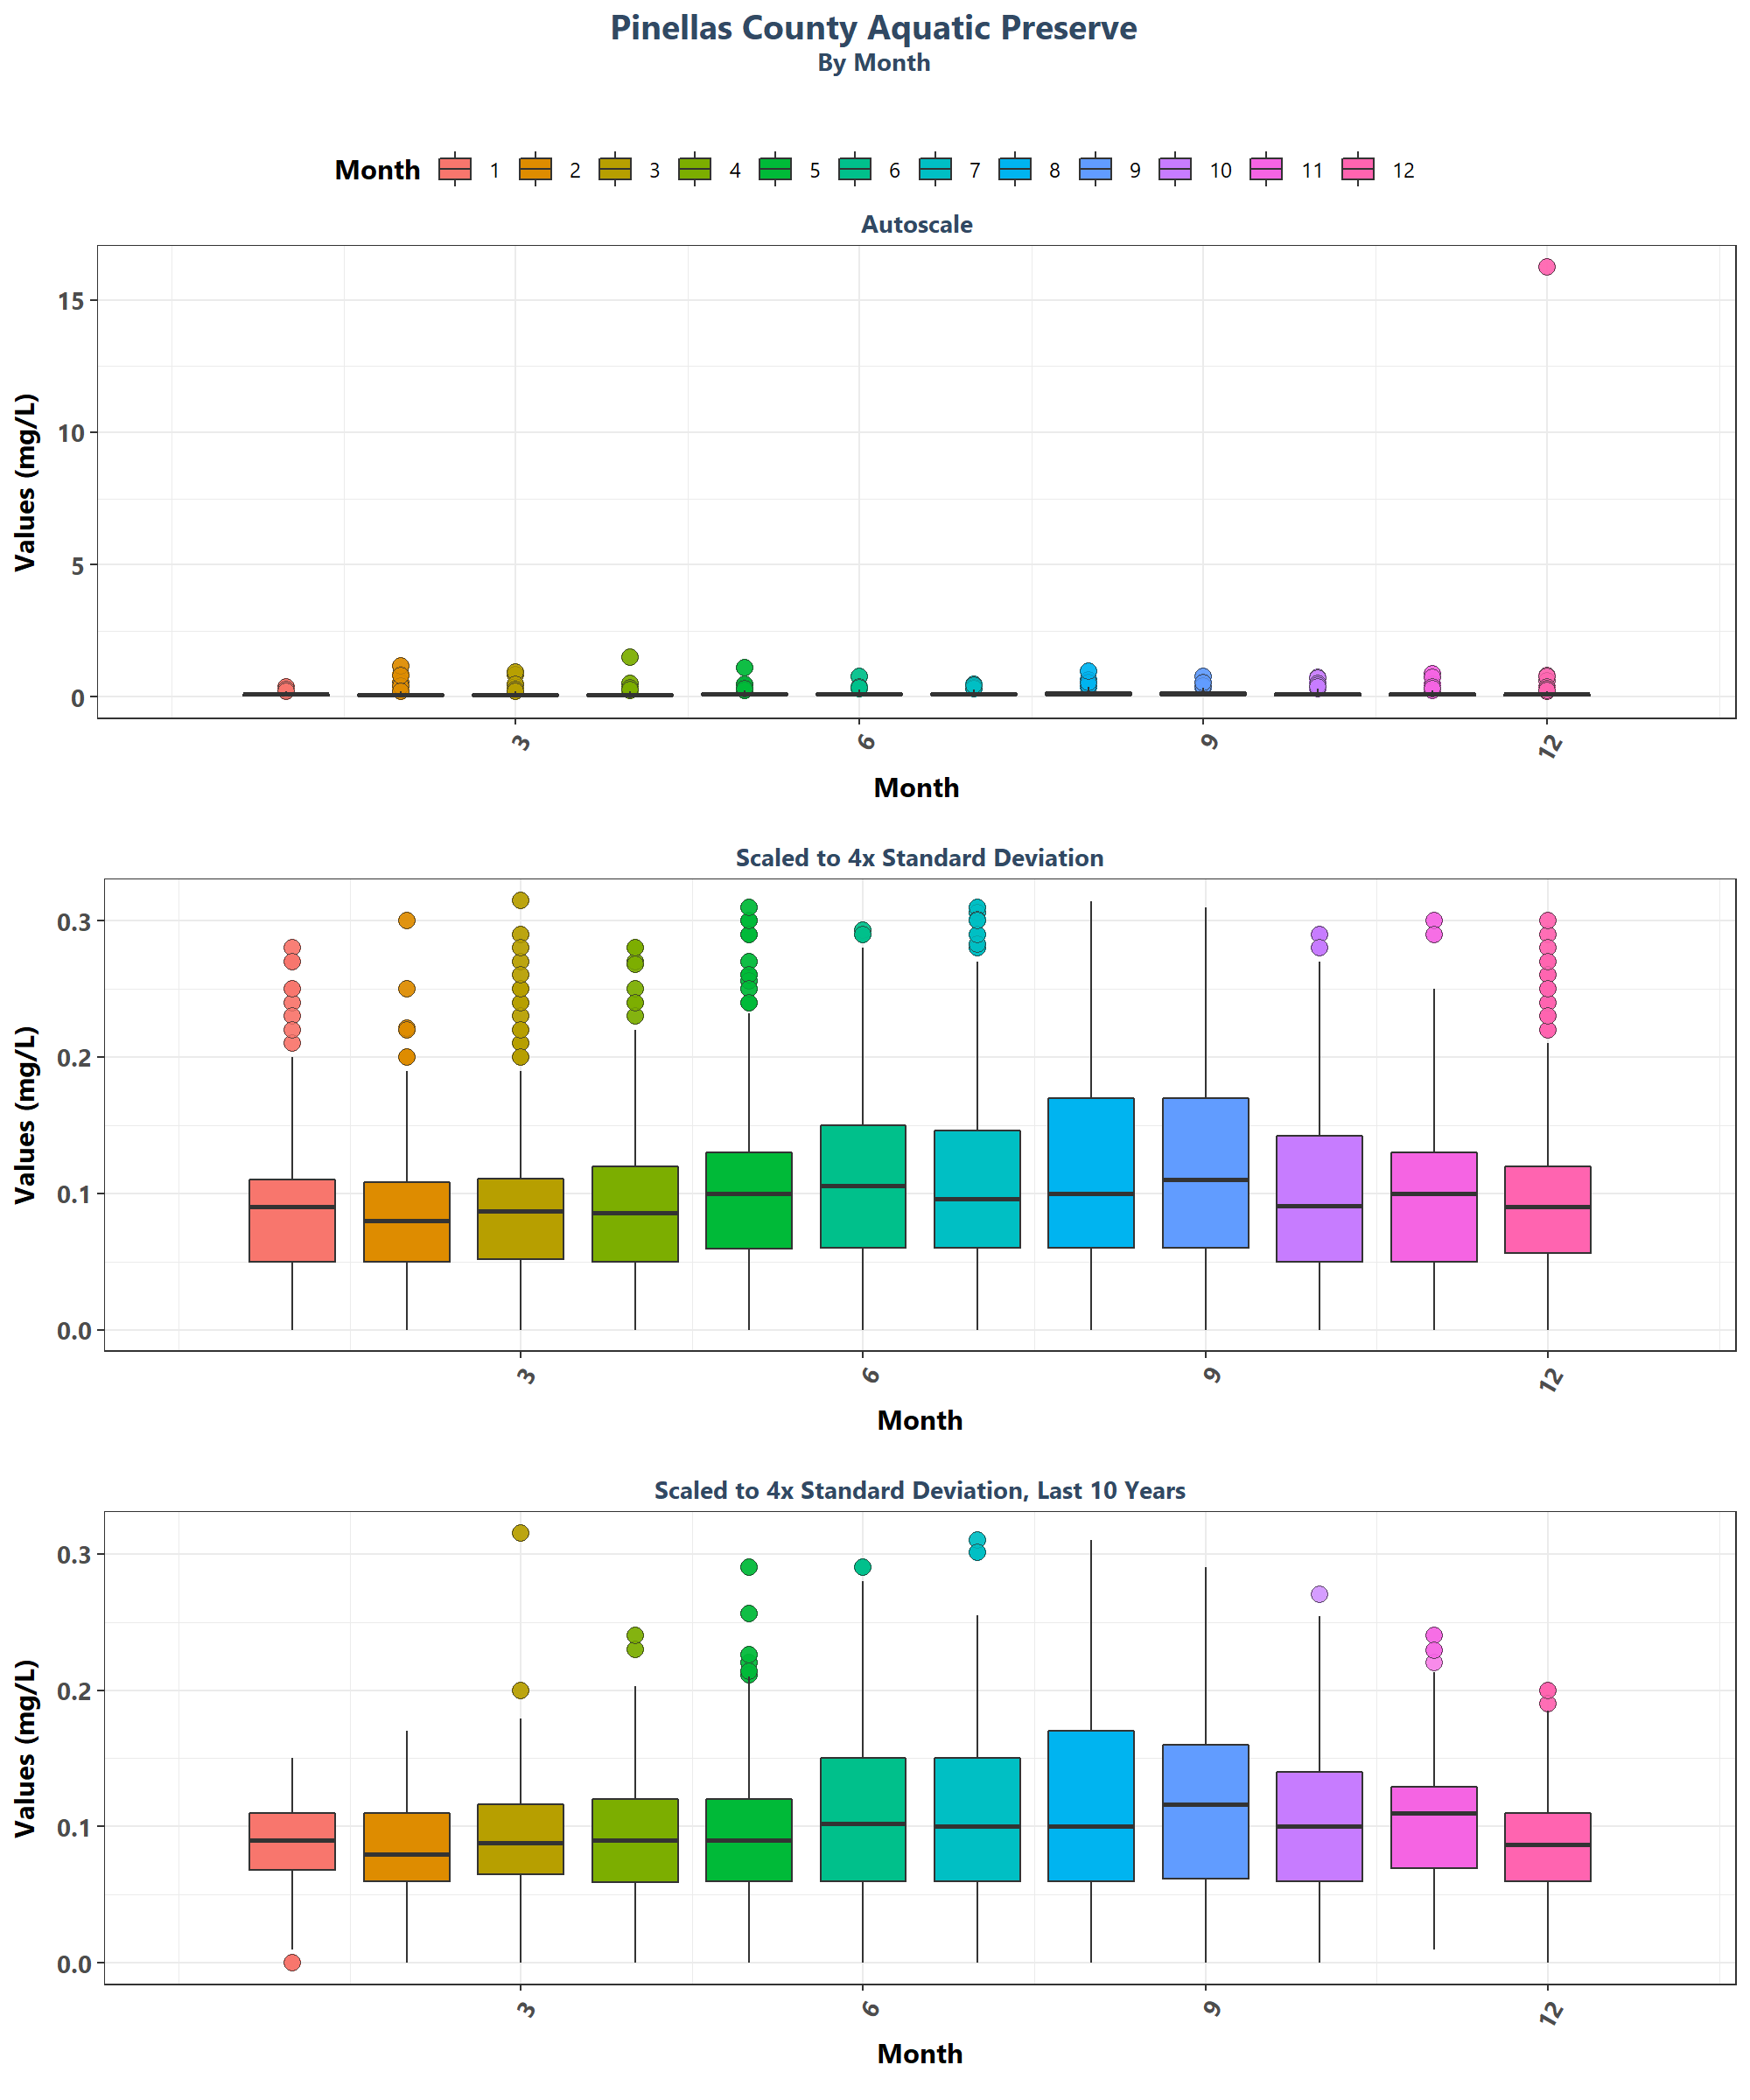 Pinellas County Aquatic Preserve
By Month
Month 1 2 3 4 5 6 7 8 9 10 11 12
Autoscale
Values (mg/L)
15
10
5
0
3 6 9 12
Month
Scaled to 4x Standard Deviation
Values (mg/L)
0.3
0.2
0.1
0.0
3 6 9 12
Month
Scaled to 4x Standard Deviation, Last 10 Years
Values (mg/L)
0.3
0.2
0.1
0.0
3 6 9 12
Month